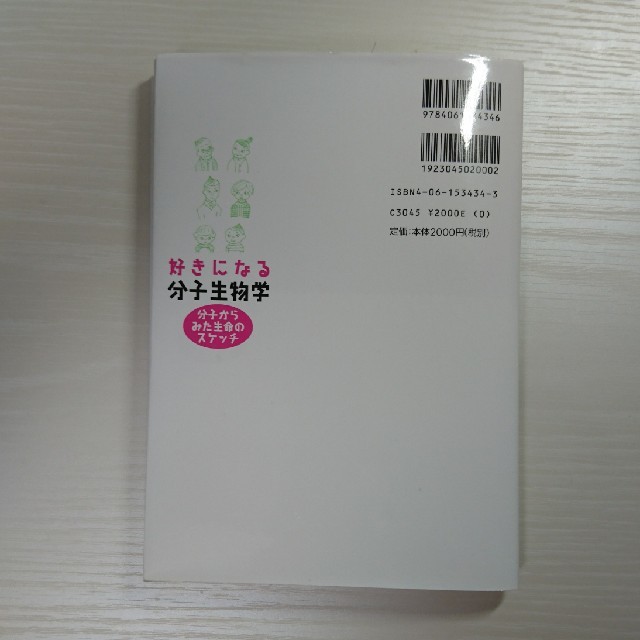 1923045020002
ISBN4-06-153434-3
C3045 ¥2000E (0)
定価:本体2000円(税別)
好きになる
分子生物学
分子から
みた生命の
スケッチ